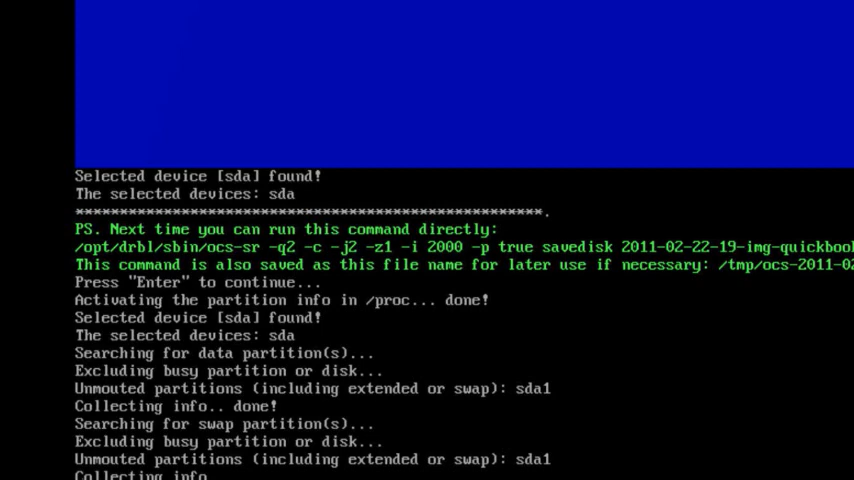 Selected device [sda] found!
The selected devices: sda
*****************************************************.
PS. Next time you can run this command directly:
/opt/drbl/sbin/ocs-sr -q2 -c -j2 -z1 -i 2000 -p true savedisk 2011-02-22-19-img-quickbook
This command is also saved as this file name for later use if necessary: /tmp/ocs-2011-02
Press "Enter" to continue...
Activating the partition info in /proc... done!
Selected device [sda] found!
The selected devices: sda
Searching for data partition(s)...
Excluding busy partition or disk...
Unmouted partitions (including extended or swap): sda1
Collecting info.. done!
Searching for swap partition(s)...
Excluding busy partition or disk...
Unmouted partitions (including extended or swap): sda1
Collecting info